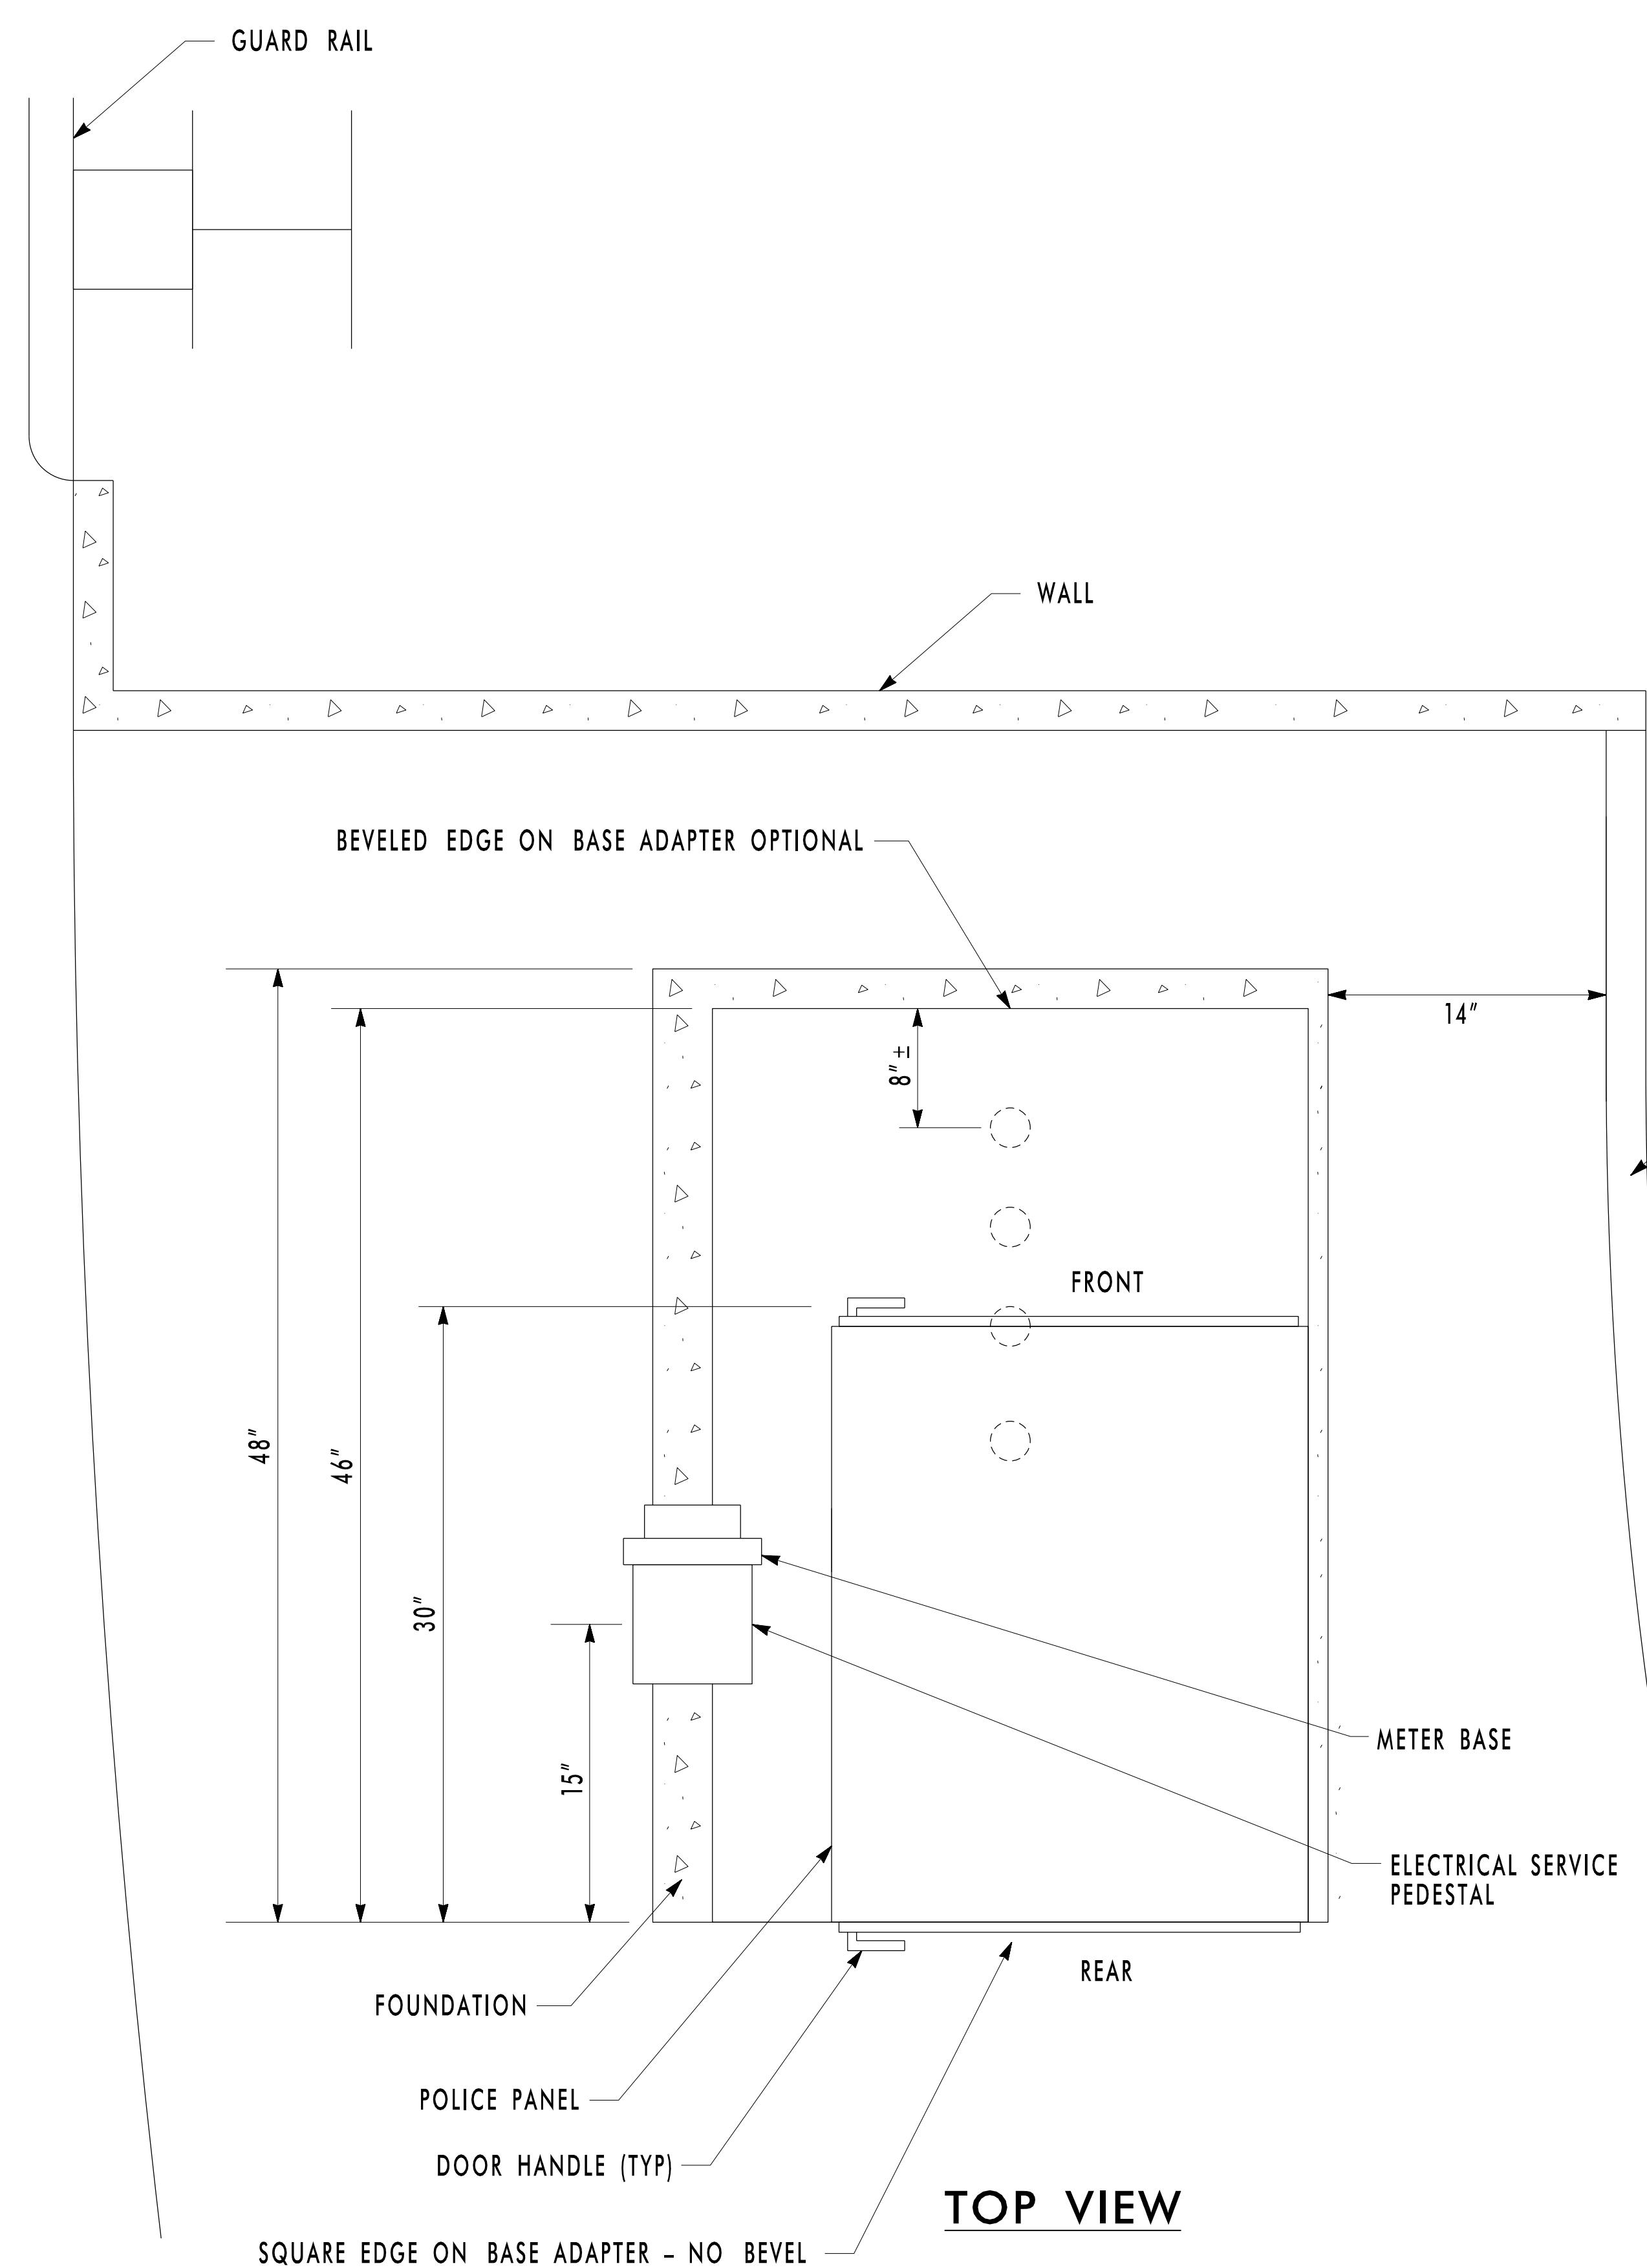 GUARD RAIL
WALL
BEVELED EDGE ON BASE ADAPTER OPTIONAL
14"
8" ±
FRONT
48"
46"
30"
15"
METER BASE
ELECTRICAL SERVICE
PEDESTAL
REAR
FOUNDATION
POLICE PANEL
DOOR HANDLE (TYP)
TOP VIEW
SQUARE EDGE ON BASE ADAPTER – NO BEVEL